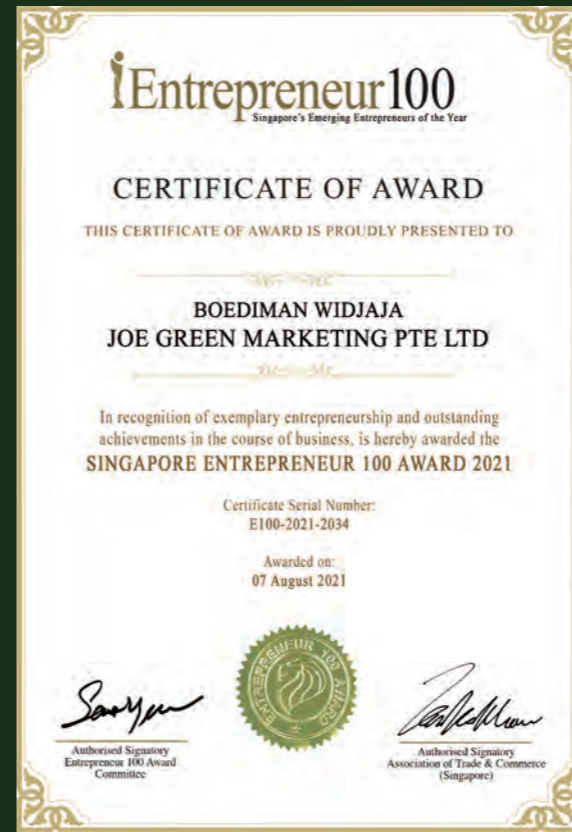 iEntrepreneur100
Singapore's Emerging Entrepreneurs of the Year
CERTIFICATE OF AWARD
THIS CERTIFICATE OF AWARD IS PROUDLY PRESENTED TO
BOEDIMAN WIDJAJA
JOE GREEN MARKETING PTE LTD
In recognition of exemplary entrepreneurship and outstanding
achievements in the course of business, is hereby awarded the
SINGAPORE ENTREPRENEUR 100 AWARD 2021
Certificate Serial Number:
E100-2021-2034
Awarded on:
07 August 2021
ENTREPRENEUR 100 AWARD
Authorised Signatory
Entrepreneur 100 Award
Committee
Authorised Signatory
Association of Trade & Commerce
(Singapore)